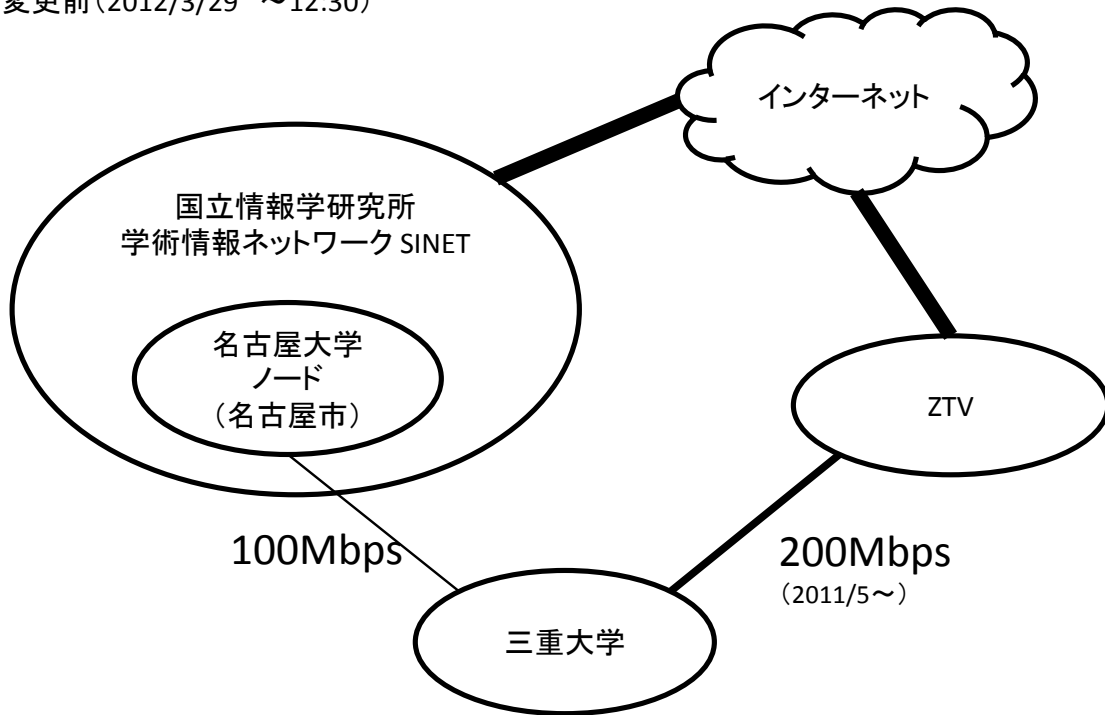 変更前（2012/3/29　～12:30）
インターネット
国立情報学研究所
学術情報ネットワーク SINET
名古屋大学
ノード
（名古屋市）
ZTV
100Mbps
200Mbps
（2011/5～）
三重大学